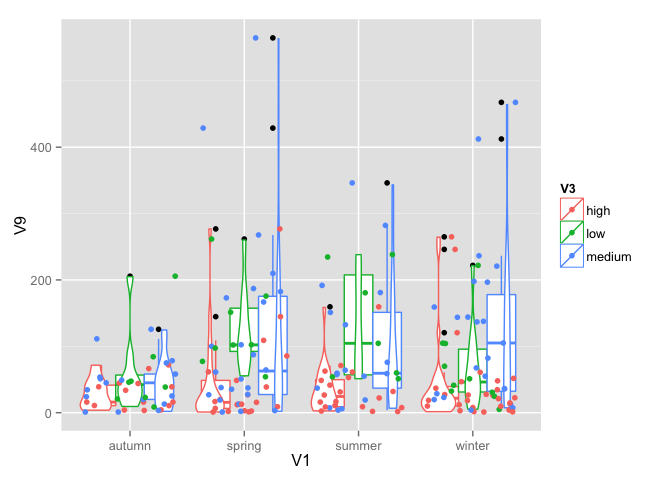 V9
400
200
0
autumn
spring
summer
winter
V1
V3
high
low
medium